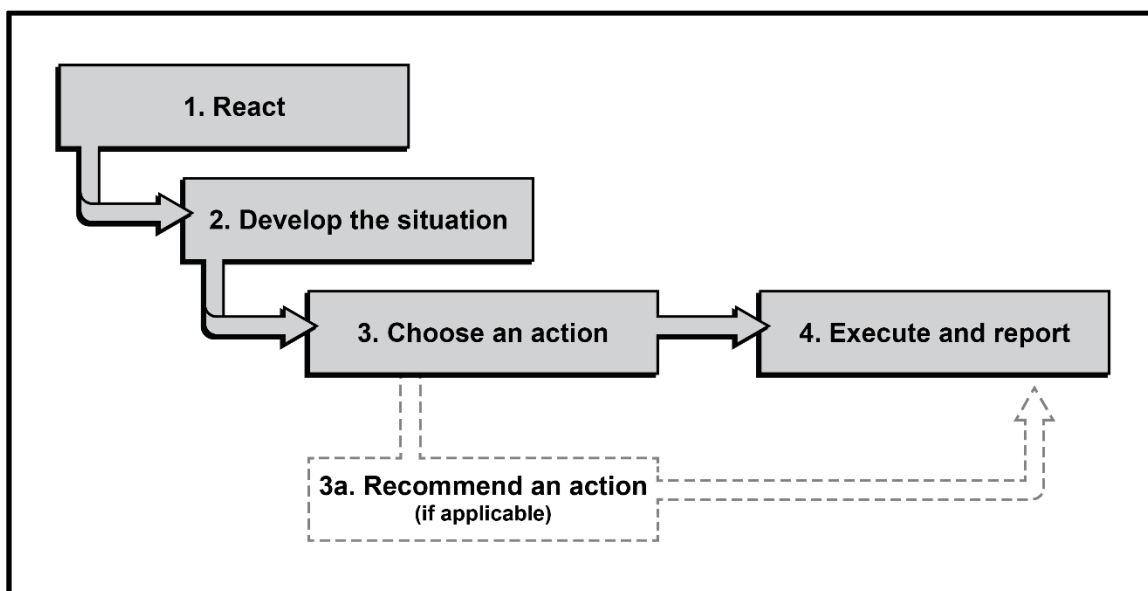 1. React
2. Develop the situation
3. Choose an action
4. Execute and report
3a. Recommend an action
(if applicable)